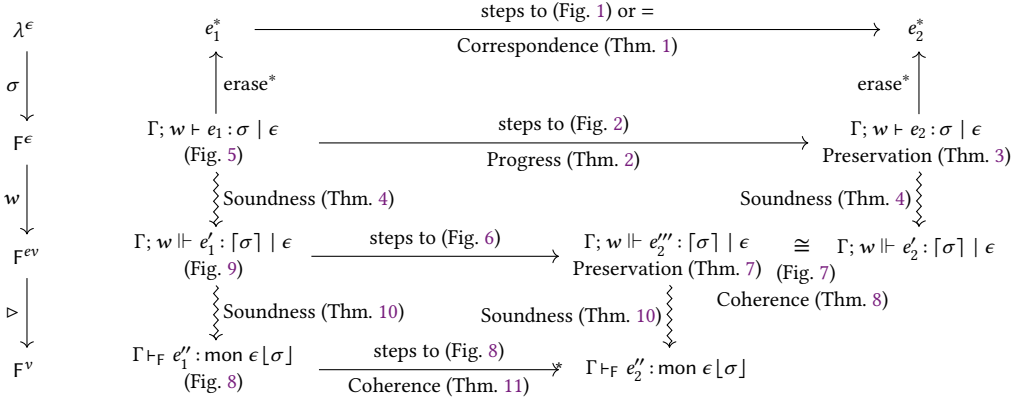 λ^ϵ e₁* steps to (Fig. 1) or = e₂*
Correspondence (Thm. 1)
σ erase* erase*
Γ; w ⊢ e₁ : σ | ϵ steps to (Fig. 2) Γ; w ⊢ e₂ : σ | ϵ
F^ϵ (Fig. 5) Progress (Thm. 2) Preservation (Thm. 3)
w Soundness (Thm. 4) Soundness (Thm. 4)
Γ; w ⊩ e₁′ : ⌈σ⌉ | ϵ steps to (Fig. 6) Γ; w ⊩ e₂‴ : ⌈σ⌉ | ϵ ≅ Γ; w ⊩ e₂′ : ⌈σ⌉ | ϵ
F^ev (Fig. 9) Preservation (Thm. 7) (Fig. 7)
Coherence (Thm. 8)
▹ Soundness (Thm. 10) Soundness (Thm. 10)
Γ ⊢F e₁″ : mon ϵ⌊σ⌋ steps to (Fig. 8) * Γ ⊢F e₂″ : mon ϵ⌊σ⌋
F^v (Fig. 8) Coherence (Thm. 11)